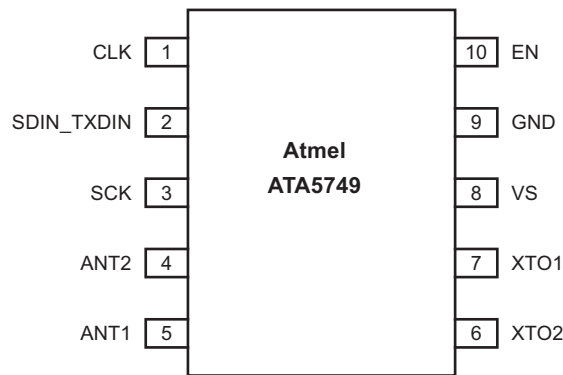 CLK 1 10 EN
SDIN_TXDIN 2 9 GND
Atmel
ATA5749
SCK 3 8 VS
ANT2 4 7 XTO1
ANT1 5 6 XTO2